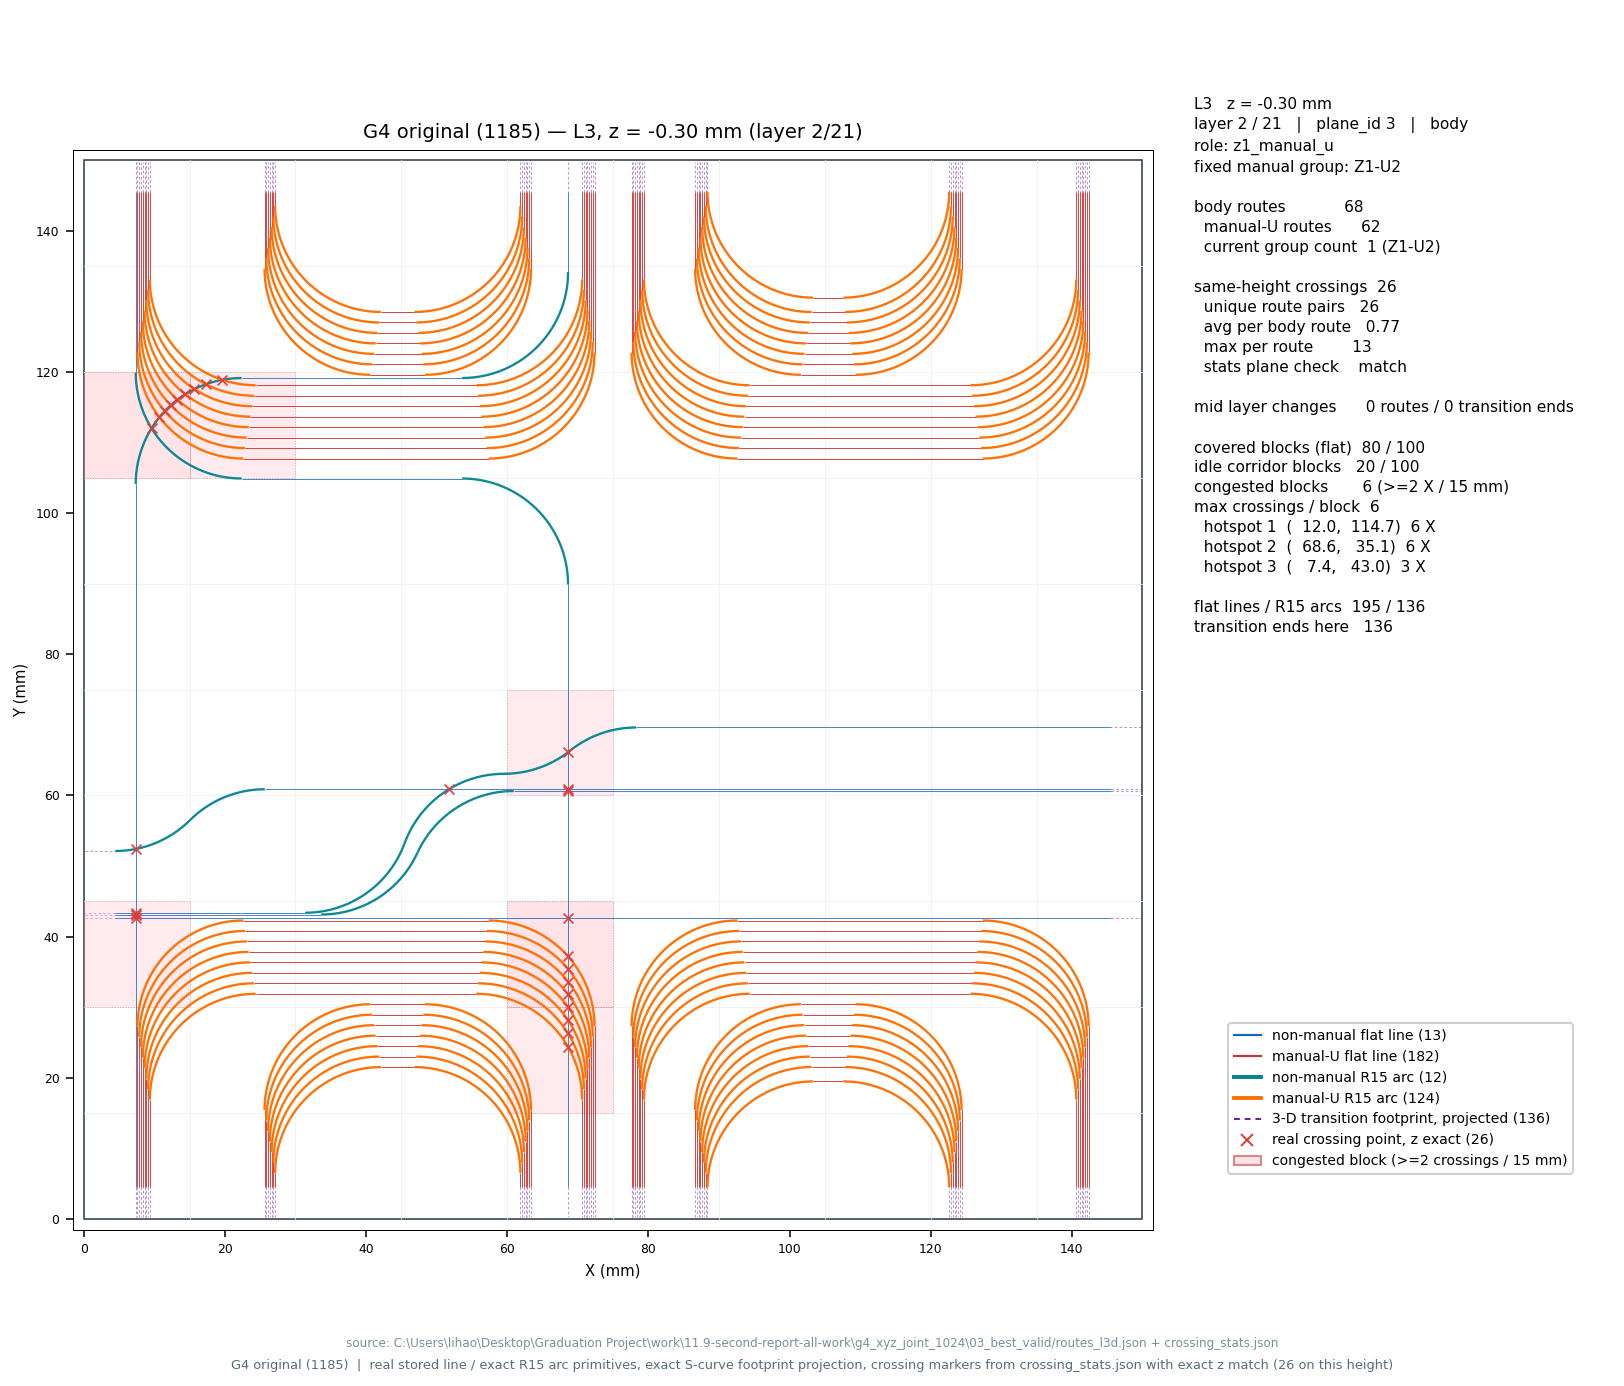 G4 original (1185) — L3, z = -0.30 mm (layer 2/21)
L3   z = -0.30 mm
layer 2 / 21   |   plane_id 3   |   body
role: z1_manual_u
fixed manual group: Z1-U2
body routes   68
manual-U routes   62
current group count  1 (Z1-U2)
same-height crossings  26
unique route pairs   26
avg per body route   0.77
max per route   13
stats plane check   match
mid layer changes   0 routes / 0 transition ends
covered blocks (flat)  80 / 100
idle corridor blocks   20 / 100
congested blocks   6 (>=2 X / 15 mm)
max crossings / block  6
hotspot 1  (  12.0,  114.7)  6 X
hotspot 2  (  68.6,   35.1)  6 X
hotspot 3  (   7.4,   43.0)  3 X
flat lines / R15 arcs  195 / 136
transition ends here   136
140
120
100
80
60
40
20
0
Y (mm)
0 20 40 60 80 100 120 140
X (mm)
non-manual flat line (13)
manual-U flat line (182)
non-manual R15 arc (12)
manual-U R15 arc (124)
3-D transition footprint, projected (136)
real crossing point, z exact (26)
congested block (>=2 crossings / 15 mm)
source: C:\Users\lihao\Desktop\Graduation Project\work\11.9-second-report-all-work\g4_xyz_joint_1024\03_best_valid/routes_l3d.json + crossing_stats.json
G4 original (1185)  |  real stored line / exact R15 arc primitives, exact S-curve footprint projection, crossing markers from crossing_stats.json with exact z match (26 on this height)